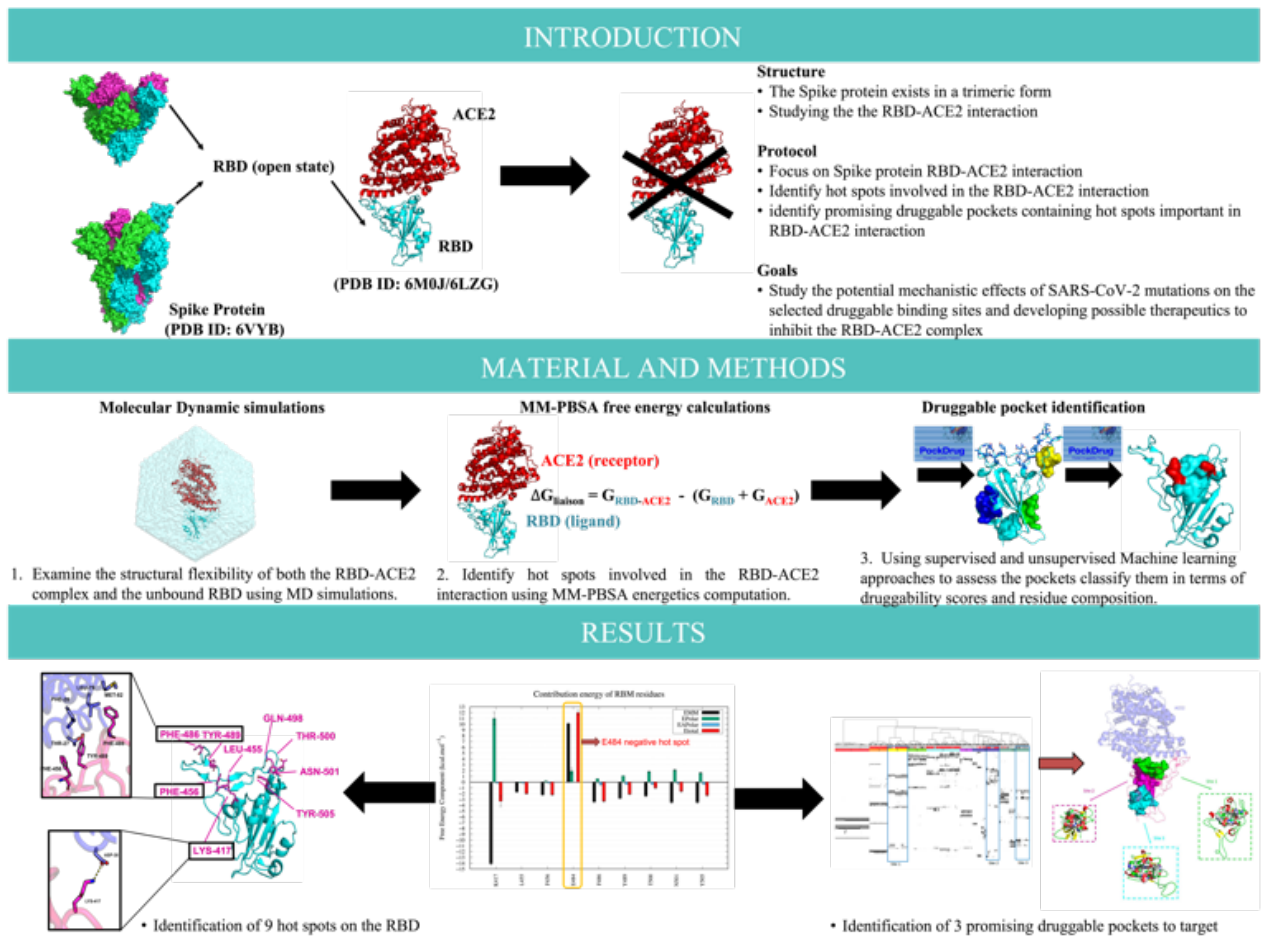 INTRODUCTION
ACE2
RBD (open state)
RBD
(PDB ID: 6M0J/6LZG)
Spike Protein
(PDB ID: 6VYB)
Structure
• The Spike protein exists in a trimeric form
• Studying the the RBD-ACE2 interaction
Protocol
• Focus on Spike protein RBD-ACE2 interaction
• Identify hot spots involved in the RBD-ACE2 interaction
• identify promising druggable pockets containing hot spots important in
RBD-ACE2 interaction
Goals
• Study the potential mechanistic effects of SARS-CoV-2 mutations on the
selected druggable binding sites and developing possible therapeutics to
inhibit the RBD-ACE2 complex
MATERIAL AND METHODS
Molecular Dynamic simulations
1. Examine the structural flexibility of both the RBD-ACE2
complex and the unbound RBD using MD simulations.
MM-PBSA free energy calculations
ACE2 (receptor)
ΔGliaison = GRBD-ACE2 - (GRBD + GACE2)
RBD (ligand)
2. Identify hot spots involved in the RBD-ACE2
interaction using MM-PBSA energetics computation.
Druggable pocket identification
PockDrug
PockDrug
3. Using supervised and unsupervised Machine learning
approaches to assess the pockets classify them in terms of
druggability scores and residue composition.
RESULTS
GLN-498
PHE-486 TYR-489
THR-500
LEU-455
ASN-501
PHE-456
TYR-505
LYS-417
• Identification of 9 hot spots on the RBD
Contribution energy of RBM residues
E484 negative hot spot
• Identification of 3 promising druggable pockets to target